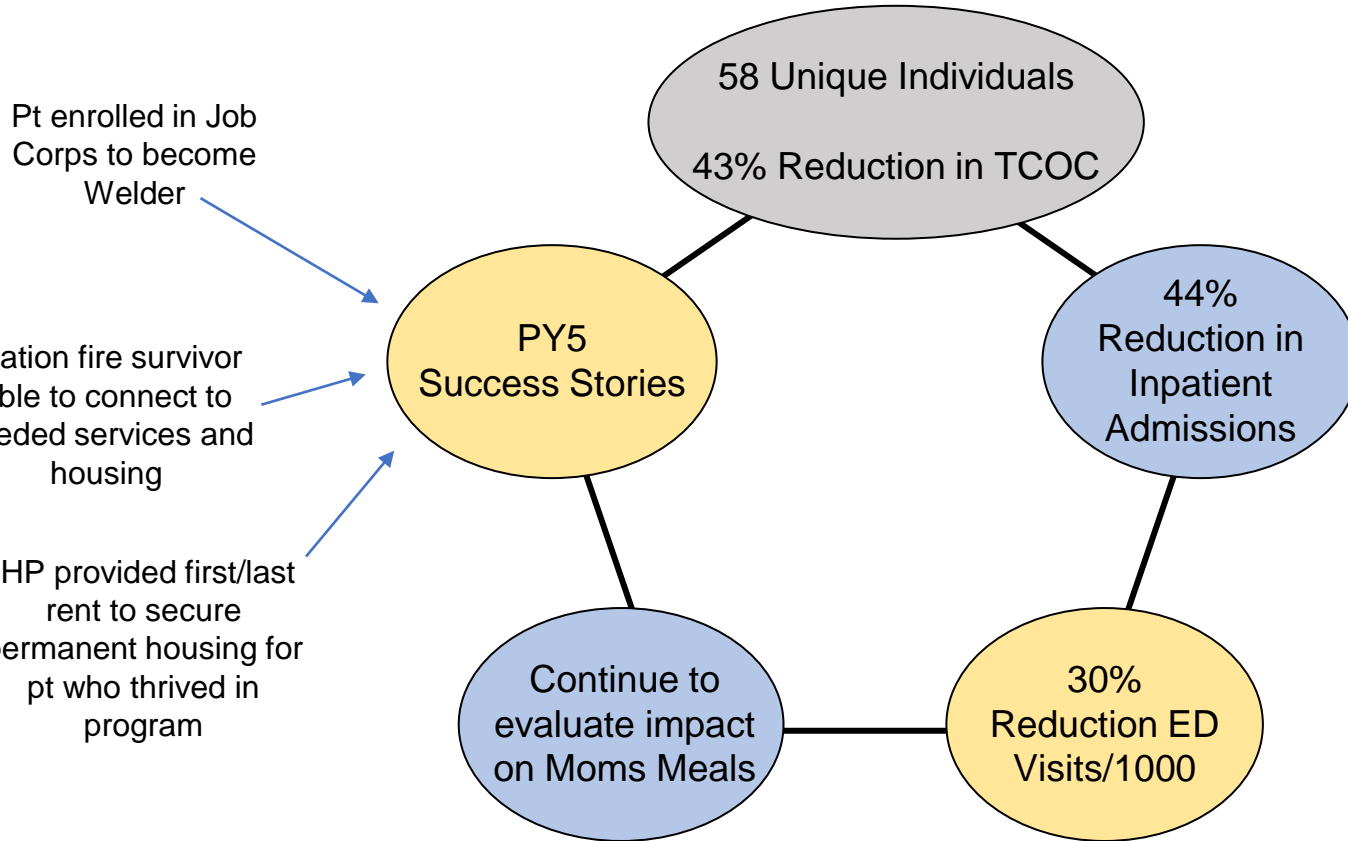 58 Unique Individuals
43% Reduction in TCOC
Pt enrolled in Job
Corps to become
Welder
PY5
Success Stories
44%
Reduction in
Inpatient
Admissions
fire survivor
to connect to
services and
housing
HP provided first/last
rent to secure
permanent housing for
pt who thrived in
program
Continue to
evaluate impact
on Moms Meals
30%
Reduction ED
Visits/1000